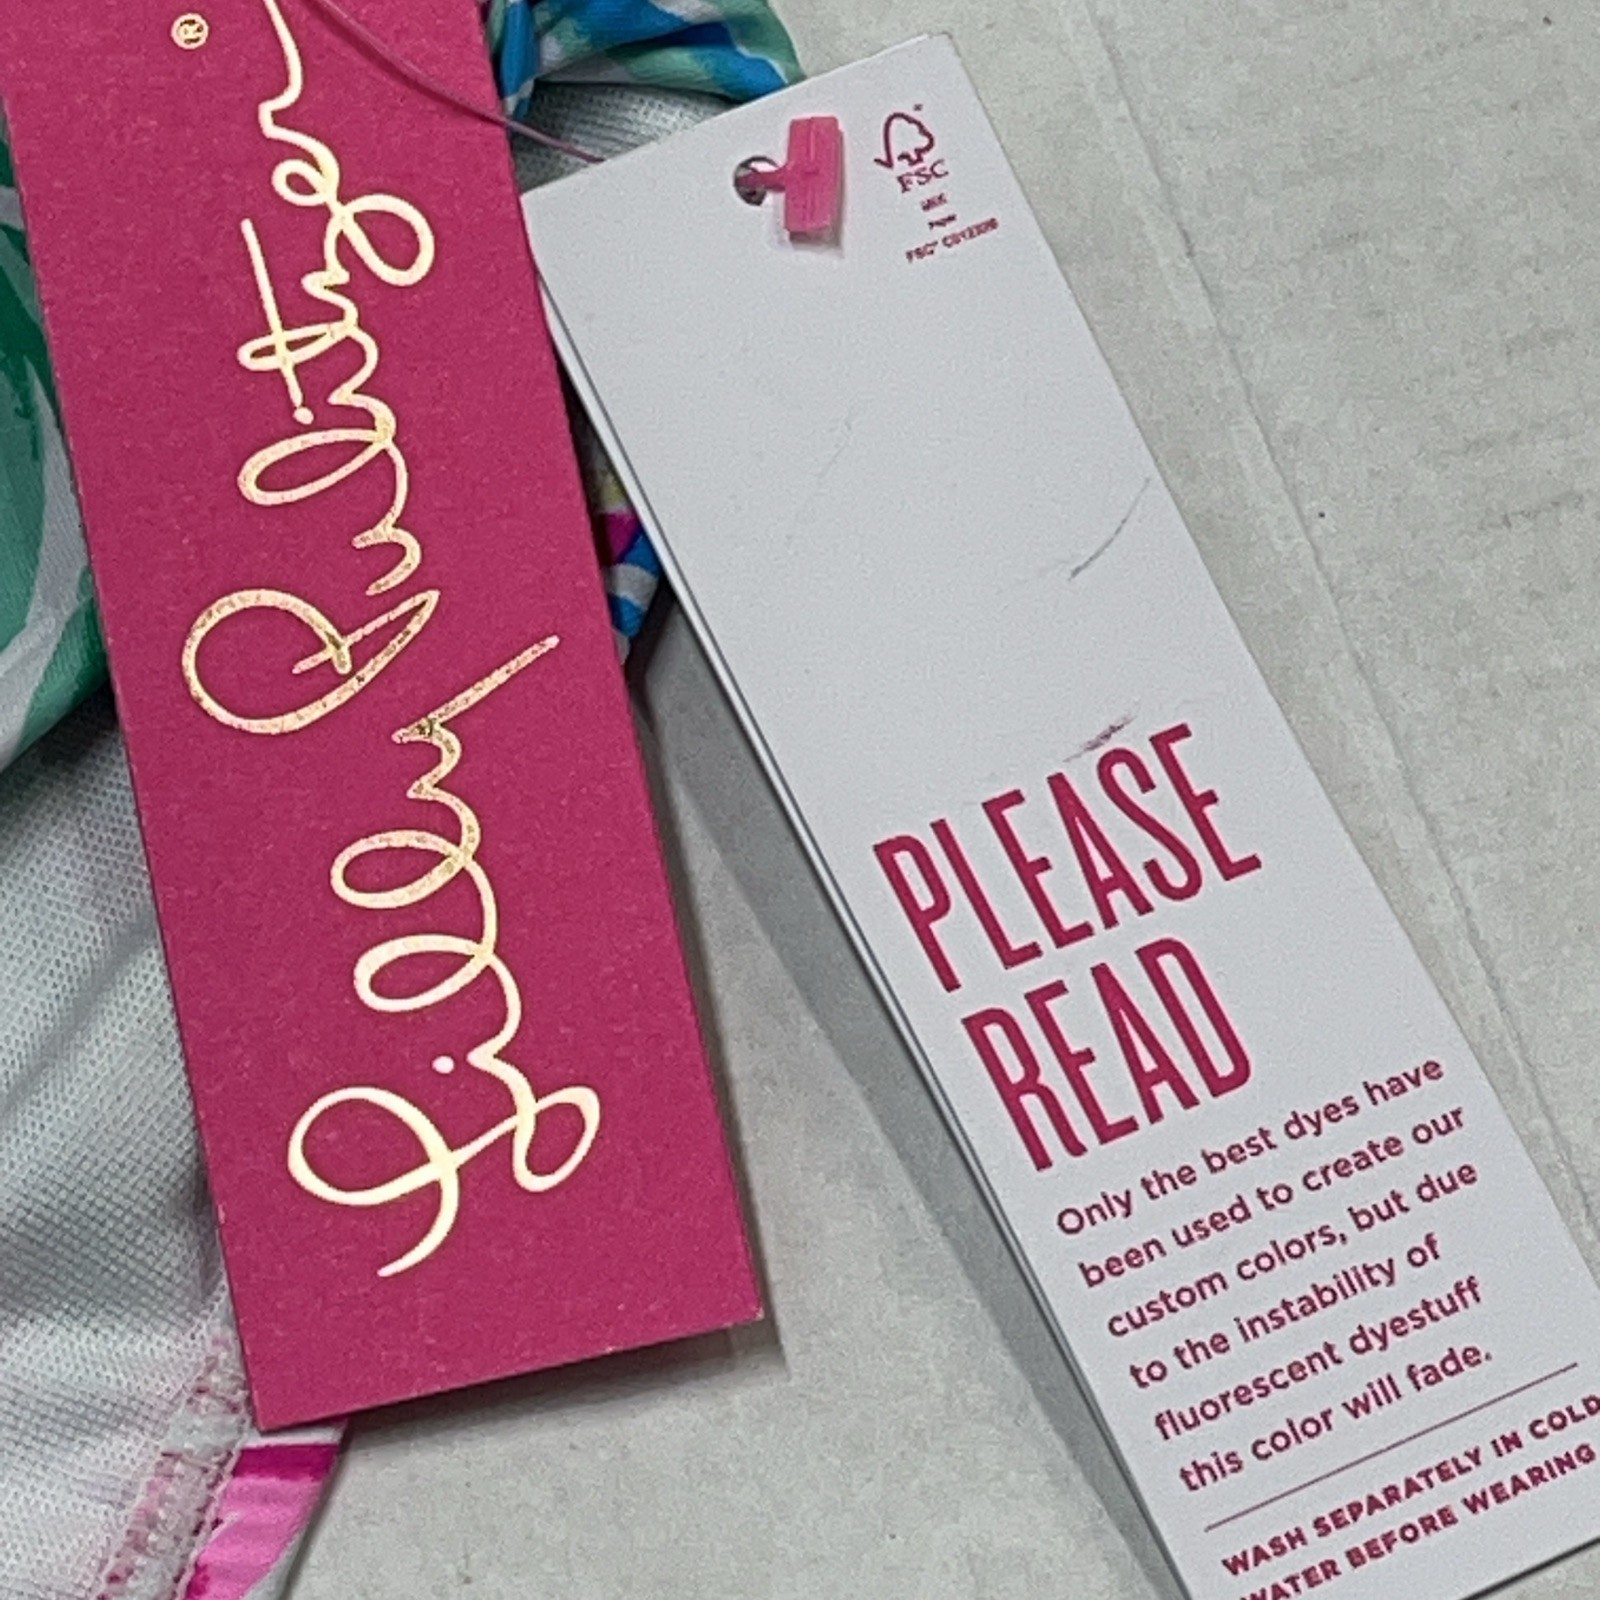 Lilly Pulitzer®
FSC
MIX
PLEASE
READ
Only the best dyes have
been used to create our
custom colors, but due
to the instability of
fluorescent dyestuff
this color will fade.
WASH SEPARATELY IN COLD
WATER BEFORE WEARING